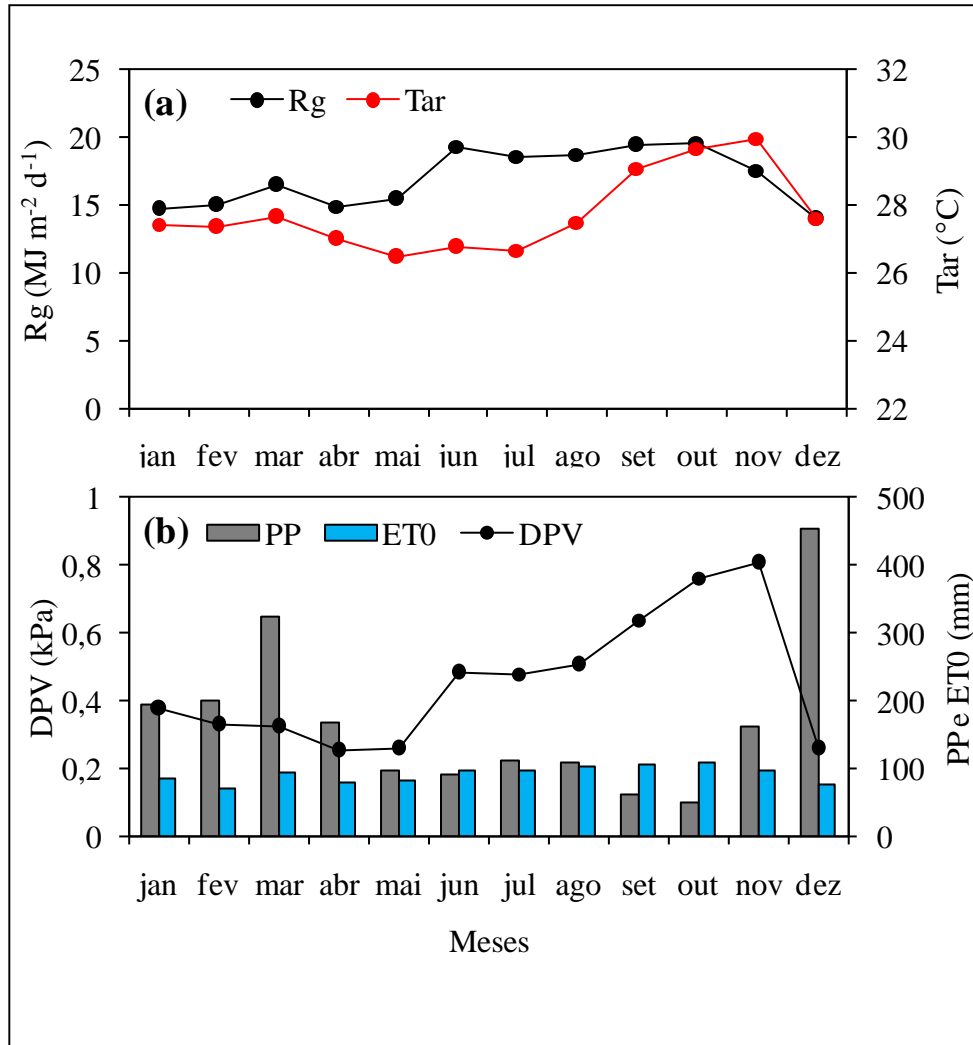 25 32
(a) Rg Tar
20 30
15 28
10 26
5 24
0 22
Rg (MJ m-2 d-1)
Tar (°C)
jan fev mar abr mai jun jul ago set out nov dez
1 500
(b) PP ET0 DPV
0,8 400
0,6 300
0,4 200
0,2 100
0 0
DPV (kPa)
PP e ET0 (mm)
jan fev mar abr mai jun jul ago set out nov dez
Meses